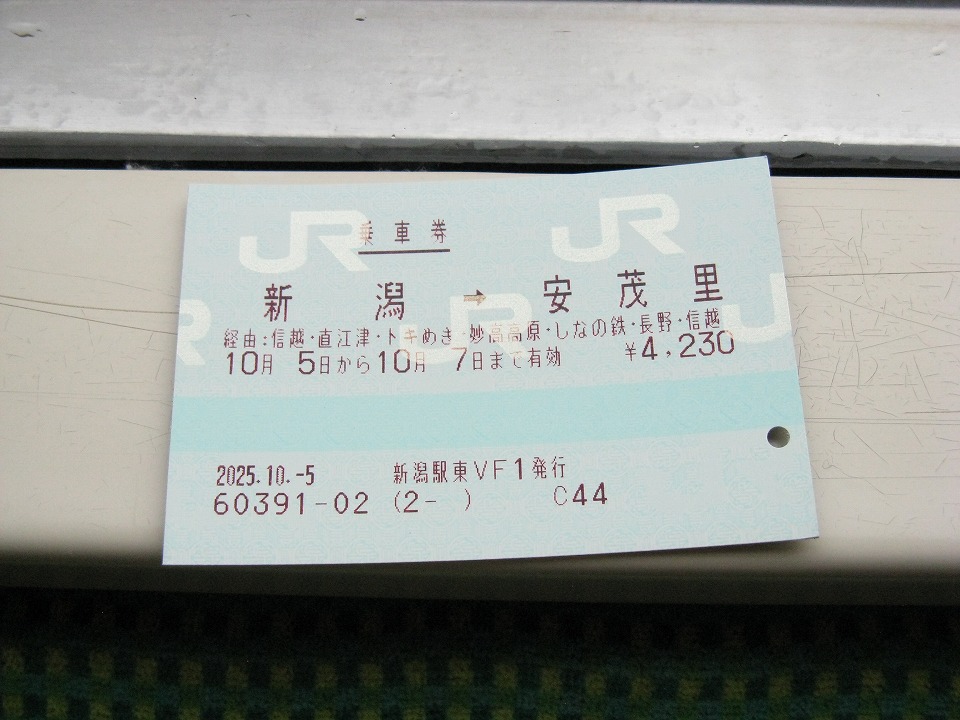 乗車券
新潟 → 安茂里
経由：信越・直江津・トキめき・妙高高原・しなの鉄・長野・信越
10月 5日から10月 7日まで有効 ¥4,230
2025.10.-5 新潟駅東VF1発行
60391-02 (2- ) C44
JR JR
JR